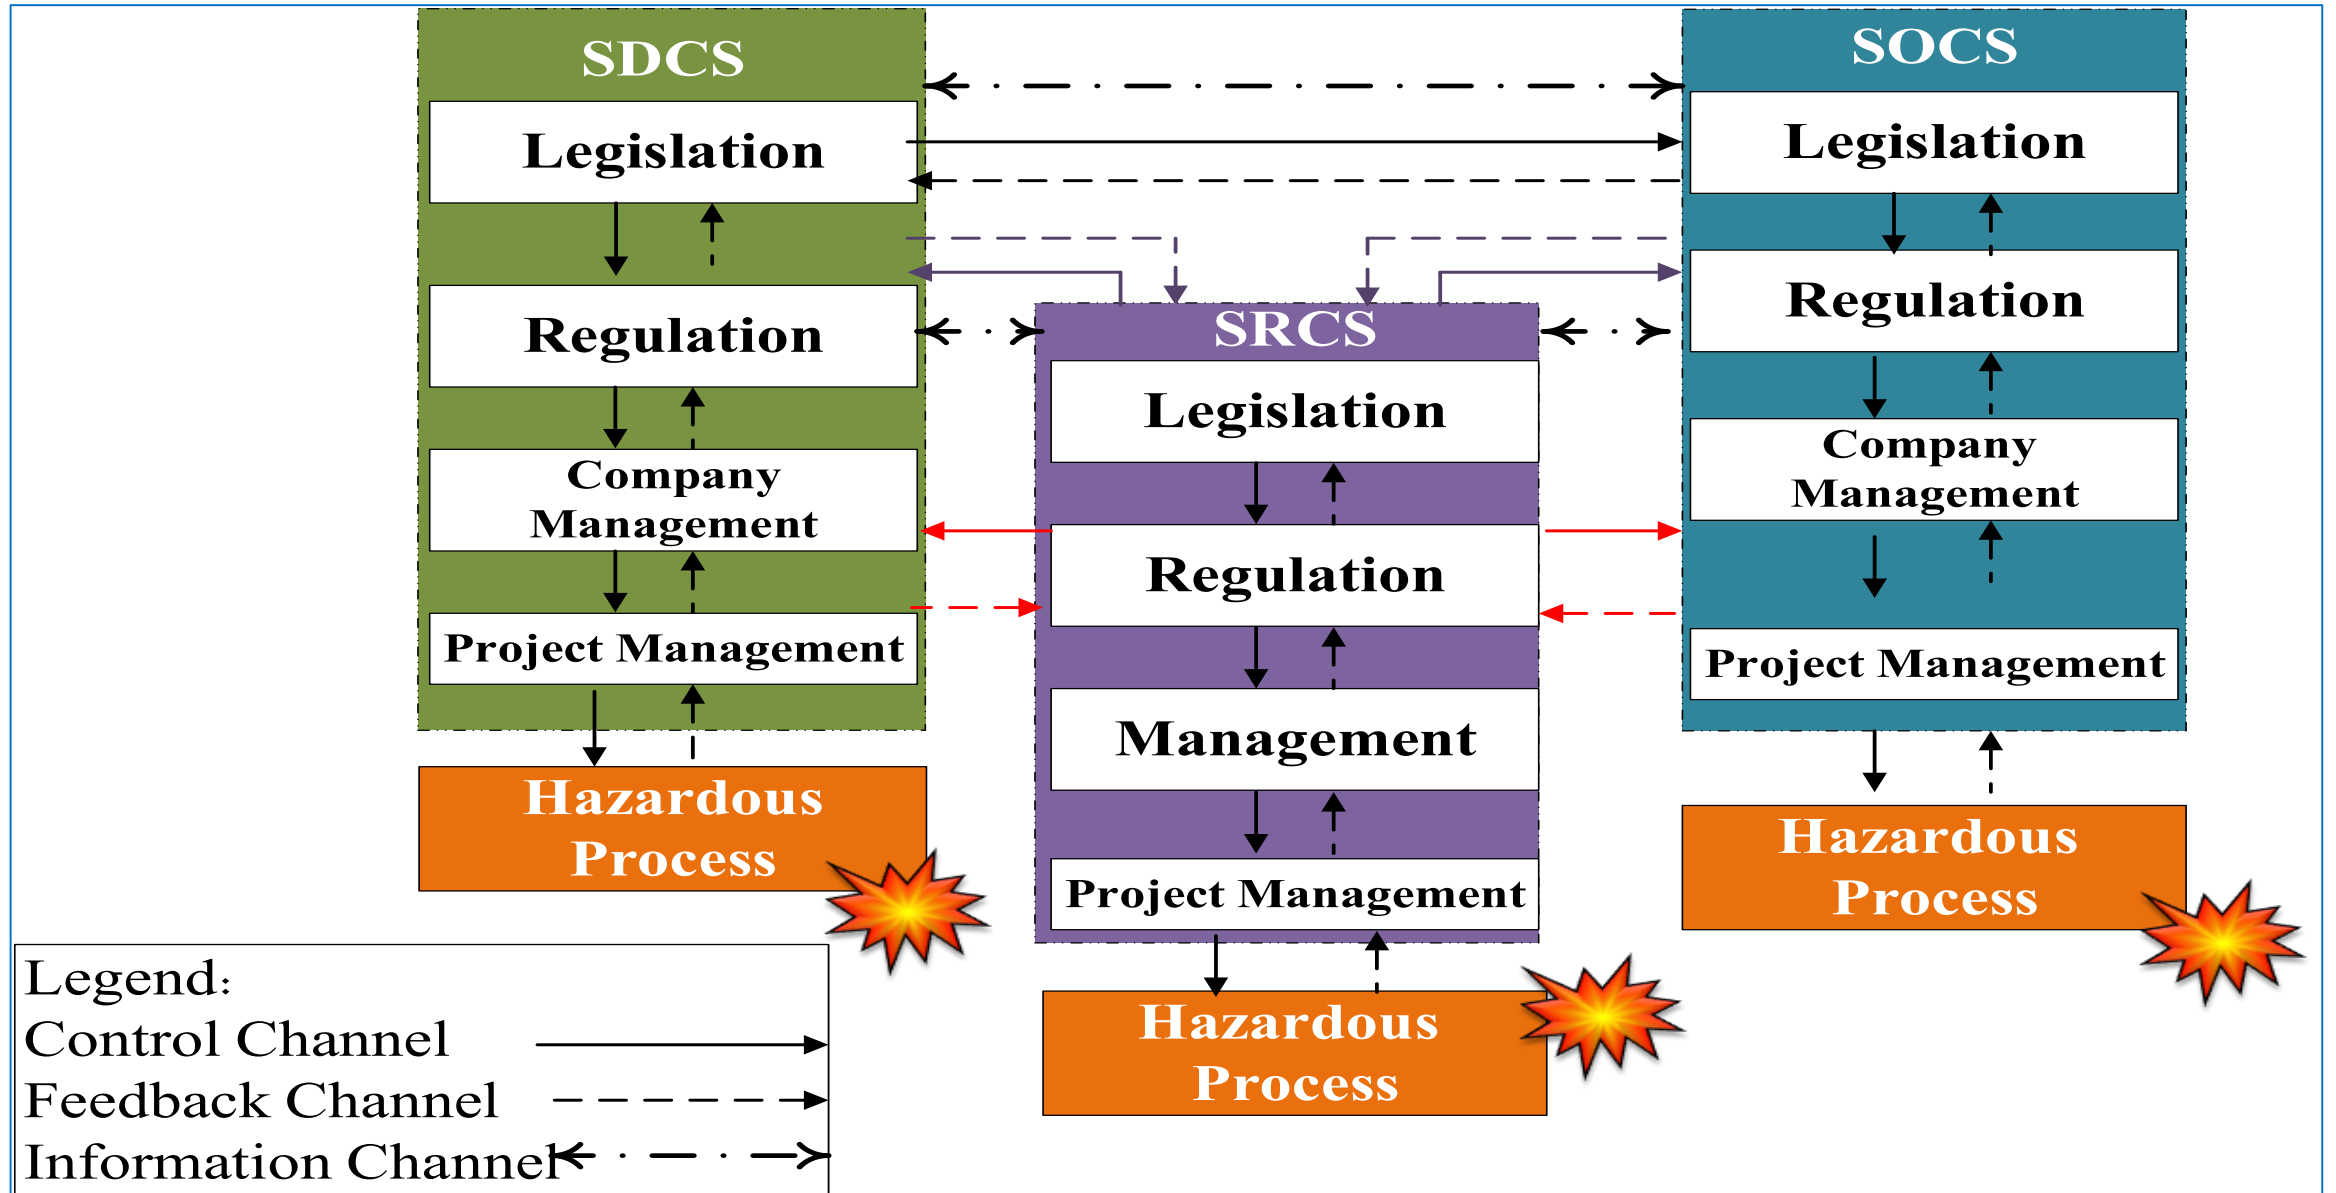 SDCS
Legislation
Regulation
Company
Management
Project Management
Hazardous
Process
SRCS
Legislation
Regulation
Management
Project Management
Hazardous
Process
SOCS
Legislation
Regulation
Company
Management
Project Management
Hazardous
Process
Legend:
Control Channel
Feedback Channel
Information Channel